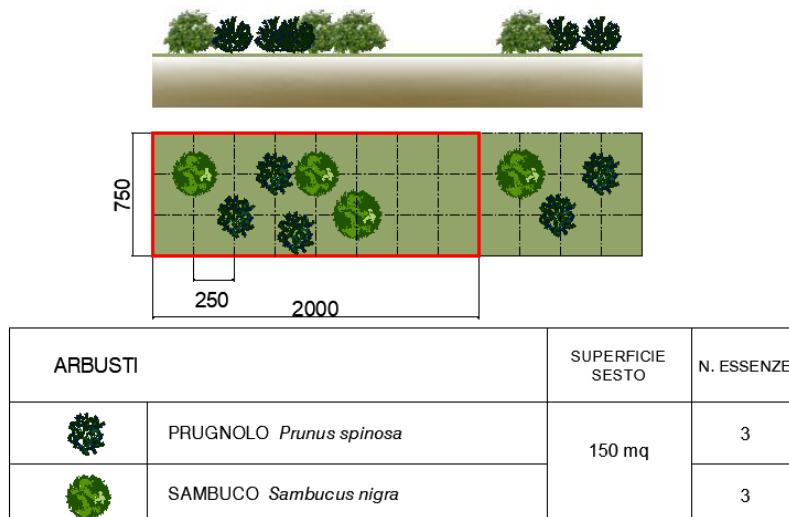 750
250
2000
ARBUSTI
SUPERFICIE
SESTO
N. ESSENZE
PRUGNOLO Prunus spinosa
150 mq
3
SAMBUCO Sambucus nigra
3